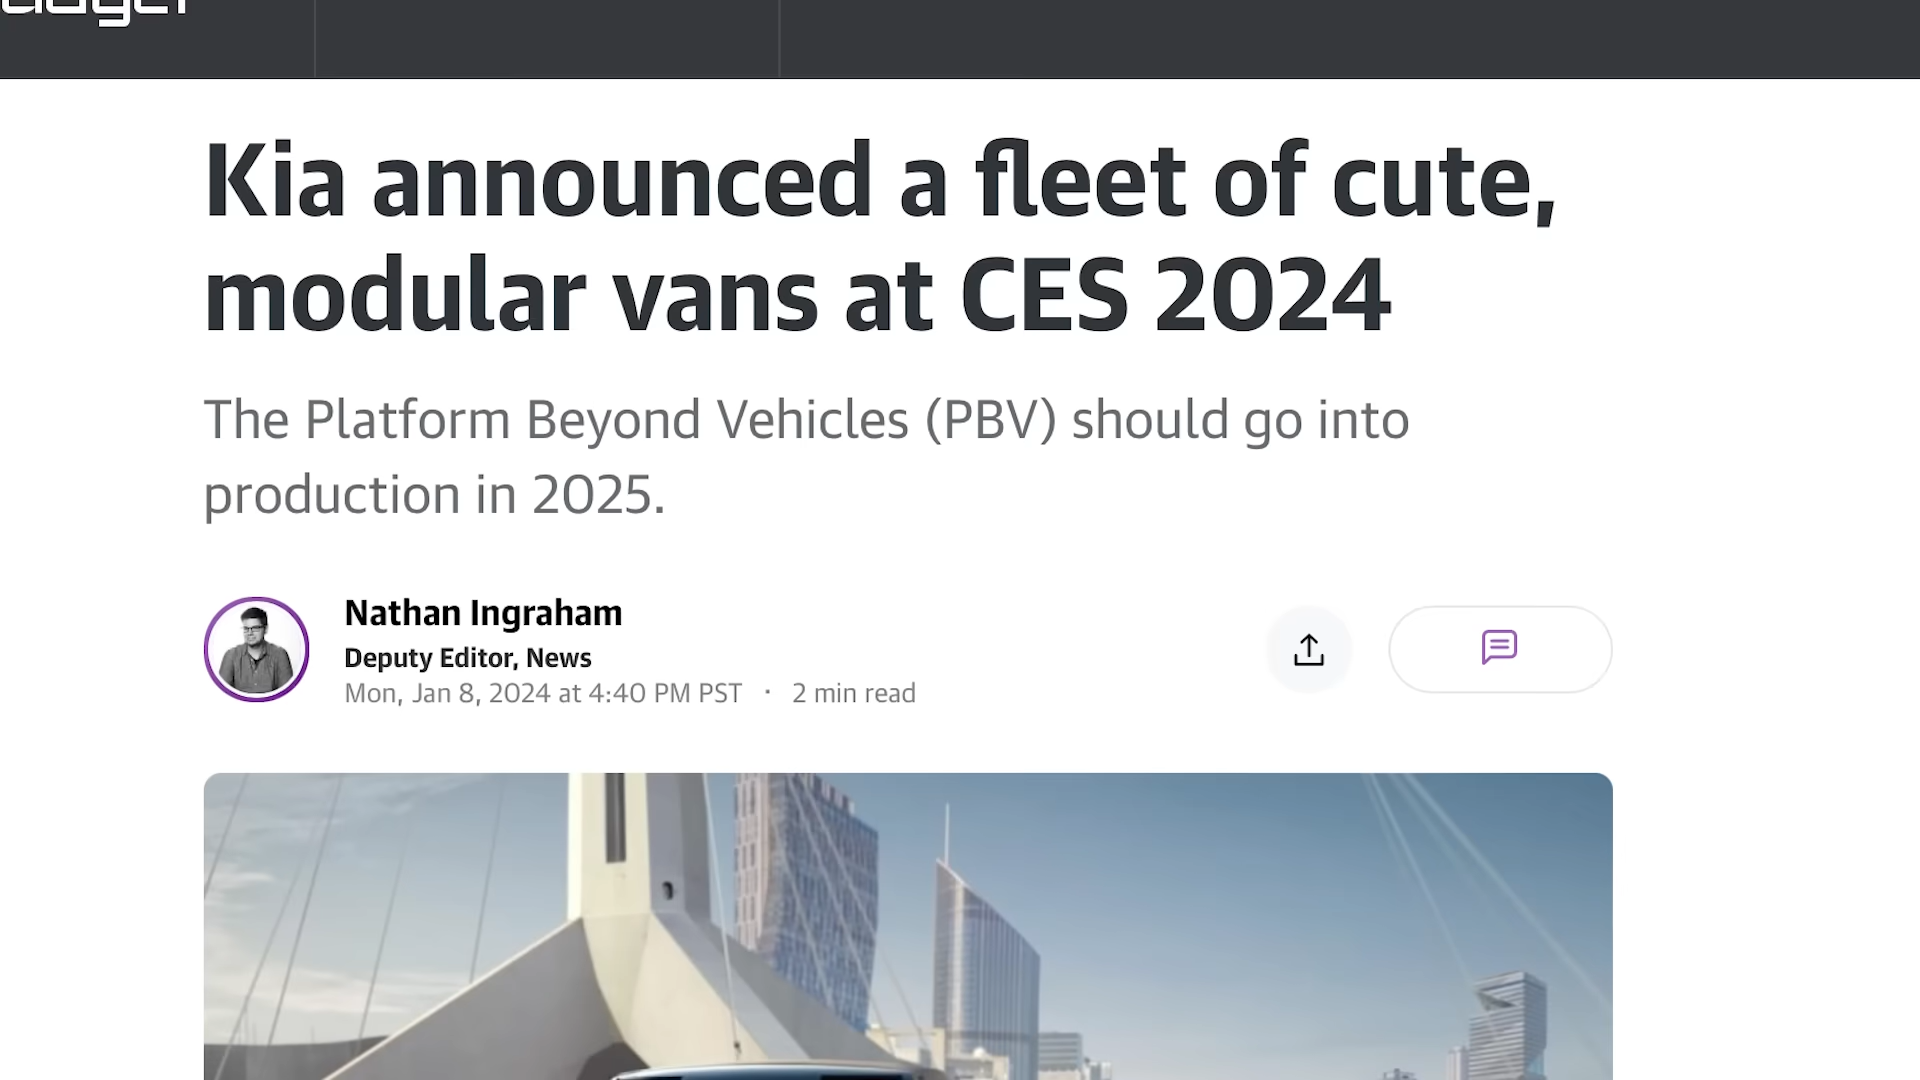 Kia announced a fleet of cute,
modular vans at CES 2024
The Platform Beyond Vehicles (PBV) should go into
production in 2025.
Nathan Ingraham
Deputy Editor, News
Mon, Jan 8, 2024 at 4:40 PM PST · 2 min read